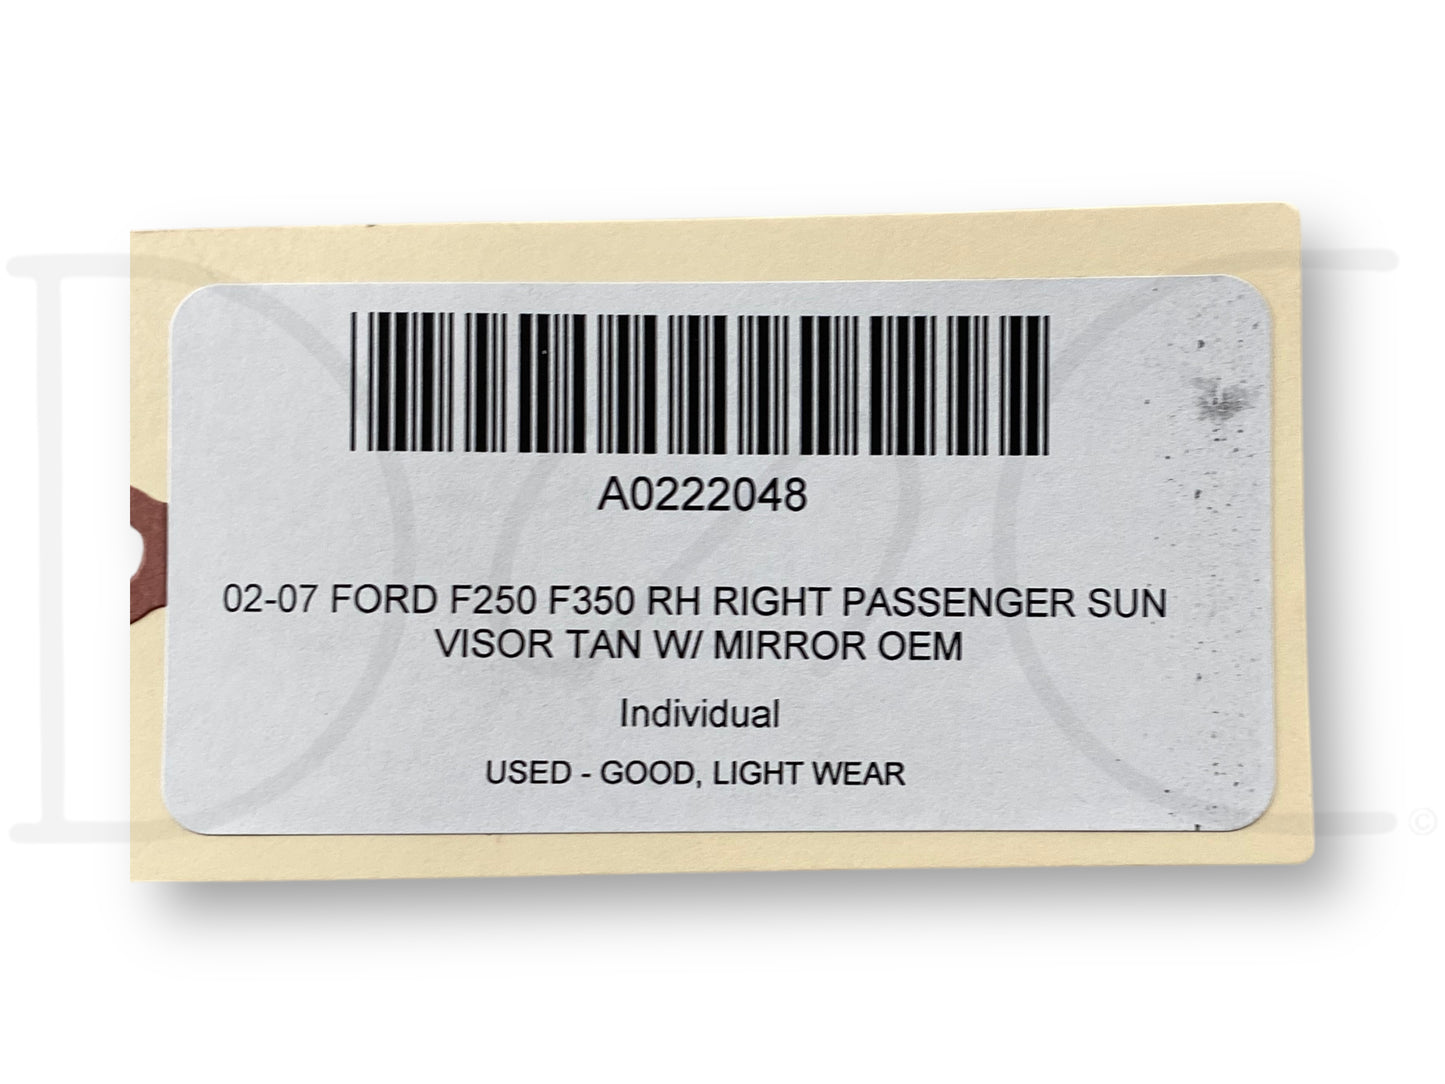 A0222048
02-07 FORD F250 F350 RH RIGHT PASSENGER SUN
VISOR TAN W/ MIRROR OEM
Individual
USED - GOOD, LIGHT WEAR